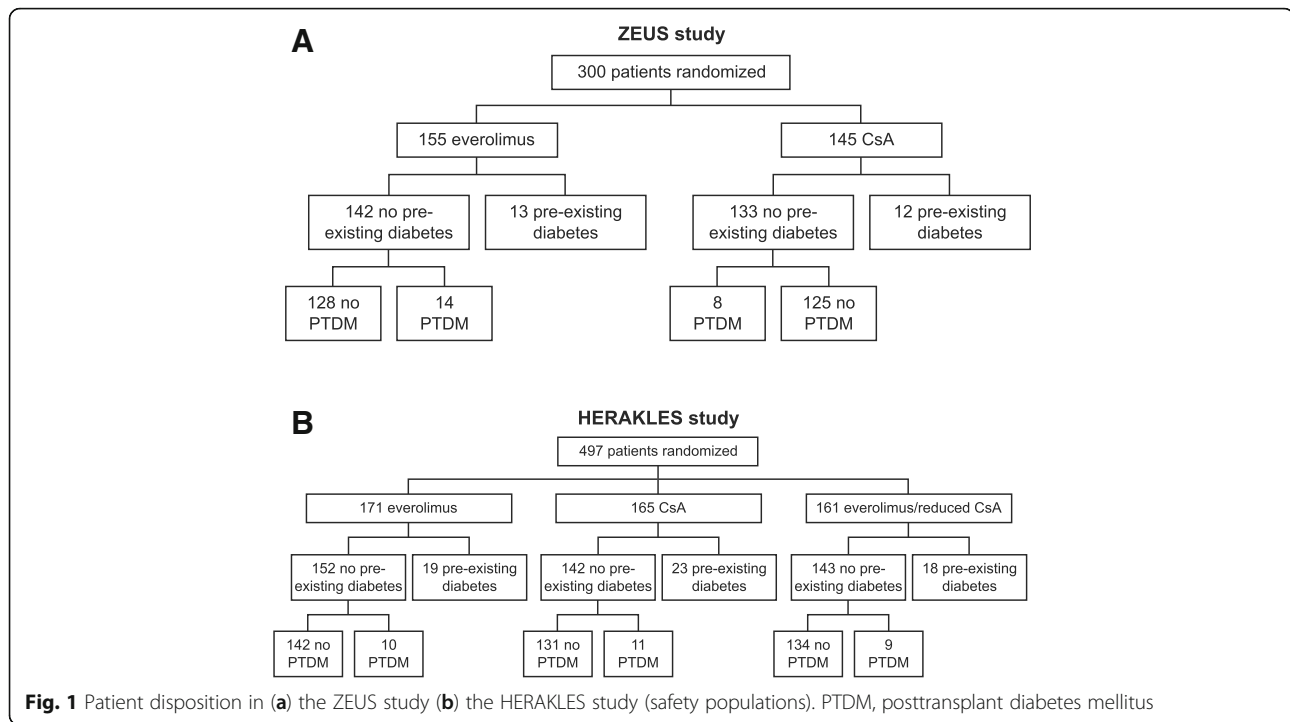 A
ZEUS study
300 patients randomized
155 everolimus
145 CsA
142 no pre-
existing diabetes
13 pre-existing
diabetes
133 no pre-
existing diabetes
12 pre-existing
diabetes
128 no
PTDM
14
PTDM
8
PTDM
125 no
PTDM
B
HERAKLES study
497 patients randomized
171 everolimus
165 CsA
161 everolimus/reduced CsA
152 no pre-
existing diabetes
19 pre-existing
diabetes
142 no pre-
existing diabetes
23 pre-existing
diabetes
143 no pre-
existing diabetes
18 pre-existing
diabetes
142 no
PTDM
10
PTDM
131 no
PTDM
11
PTDM
134 no
PTDM
9
PTDM
Fig. 1 Patient disposition in (a) the ZEUS study (b) the HERAKLES study (safety populations). PTDM, posttransplant diabetes mellitus